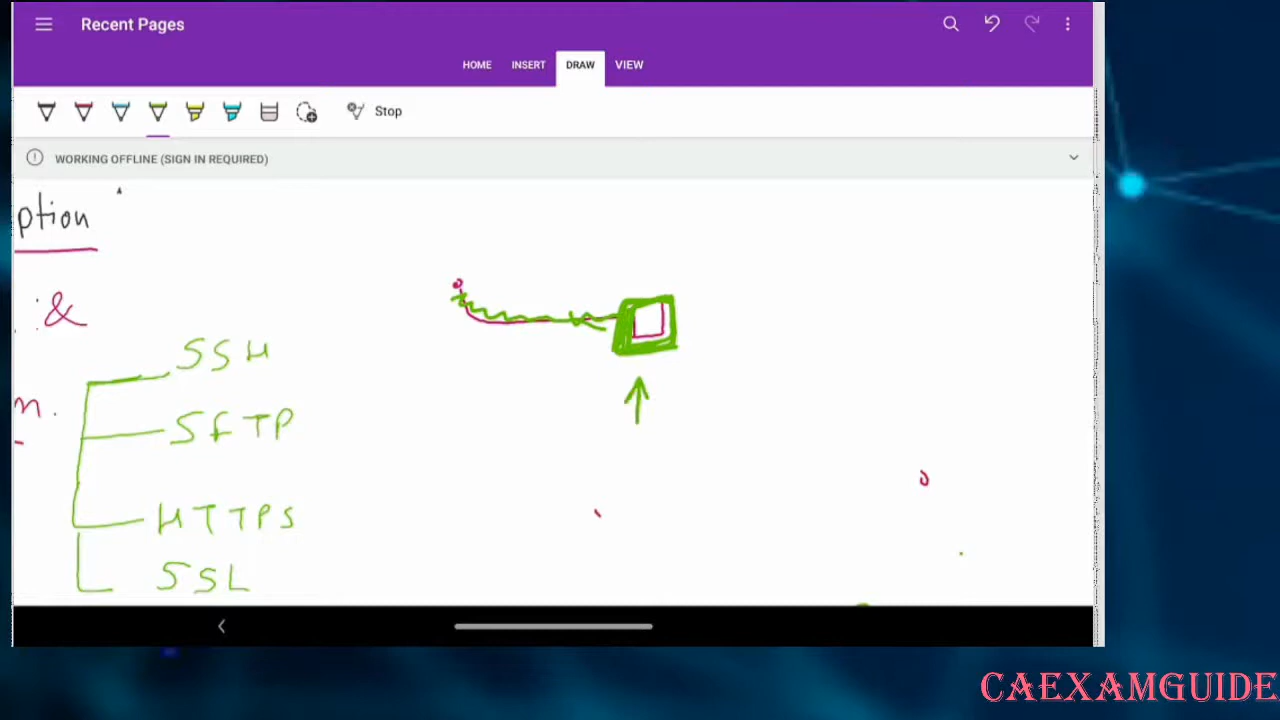 Recent Pages
HOME INSERT DRAW VIEW
Stop
WORKING OFFLINE (SIGN IN REQUIRED)
ption
&
n.
SSH
SFTP
HTTPS
SSL
CAEXAMGUIDE